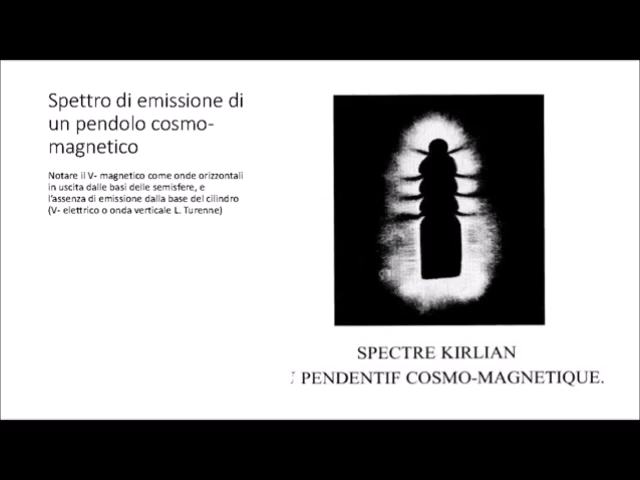 Spettro di emissione di
un pendolo cosmo-
magnetico
Notare il V- magnetico come onde orizzontali
in uscita dalle basi delle semisfere, e
l'assenza di emissione dalla base del cilindro
(V- elettrico o onda verticale L. Turenne)
SPECTRE KIRLIAN
PENDENTIF COSMO-MAGNETIQUE.